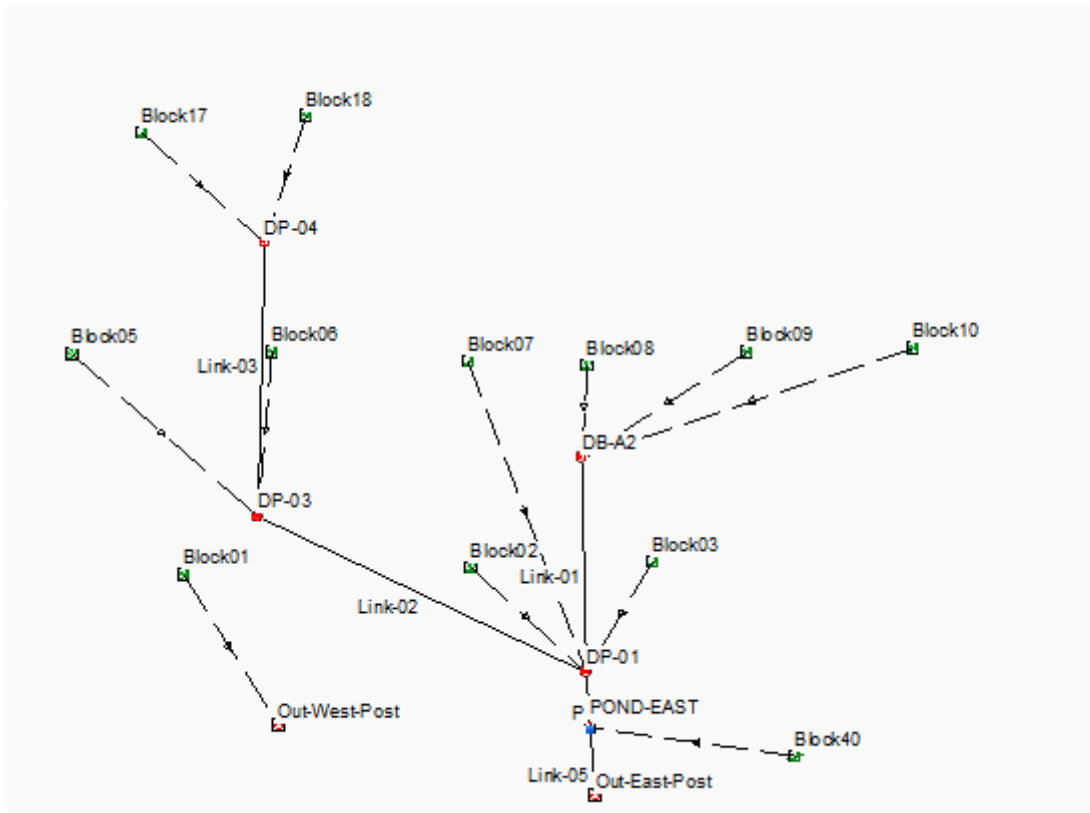 Block18
Block17
DP-04
Block05
Block06
Block07
Block08
Block09
Block10
Link-03
DB-A2
DP-03
Block01
Block02
Block03
Link-01
Link-02
DP-01
Out-West-Post
P
POND-EAST
Block40
Link-05
Out-East-Post